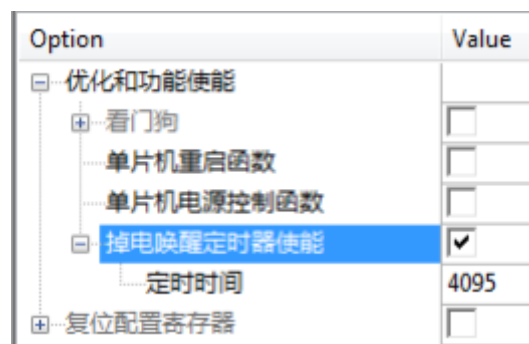 Option Value
优化和功能使能
看门狗
单片机重启函数
单片机电源控制函数
掉电唤醒定时器使能
定时时间 4095
复位配置寄存器